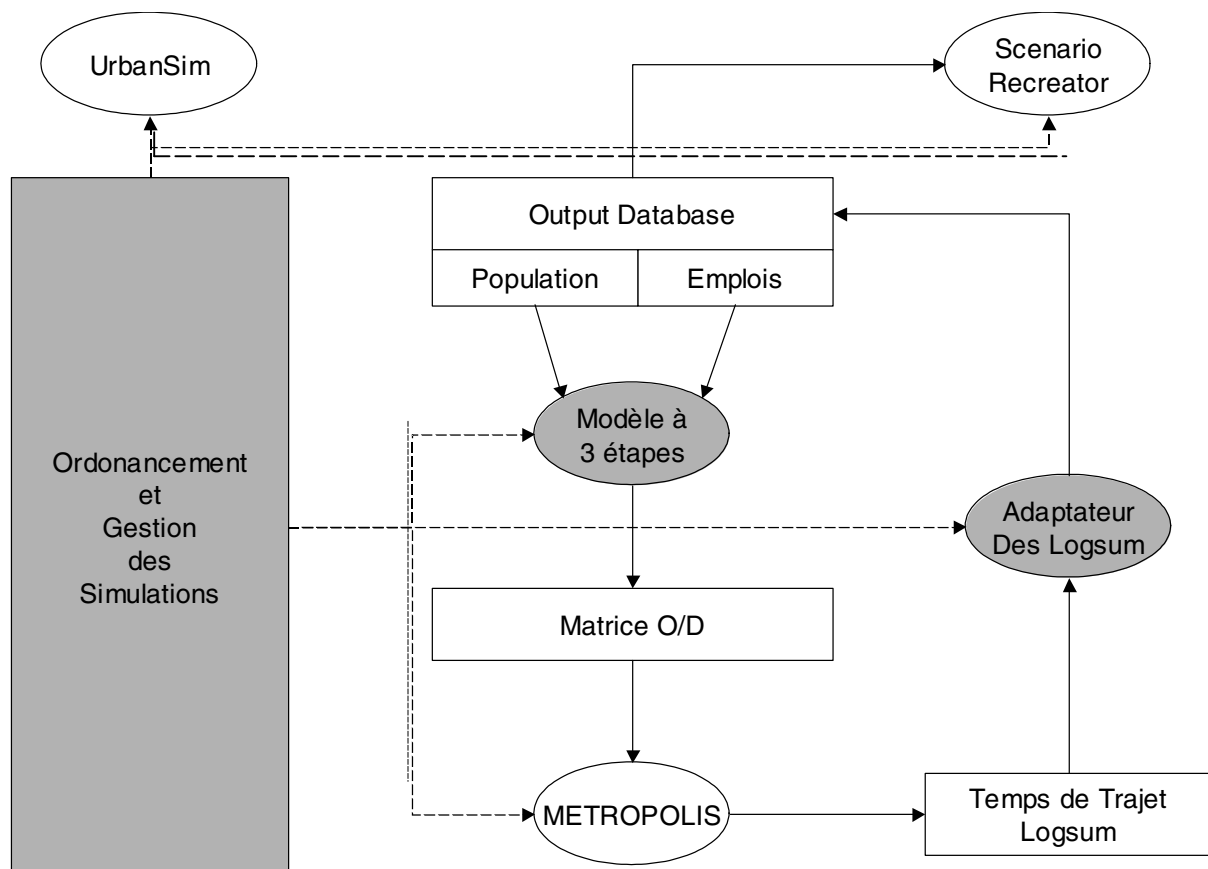 UrbanSim
Scenario
Recreator
Output Database
Population
Emplois
Modèle à
3 étapes
Ordonancement
et
Gestion
des
Simulations
Adaptateur
Des Logsum
Matrice O/D
METROPOLIS
Temps de Trajet
Logsum